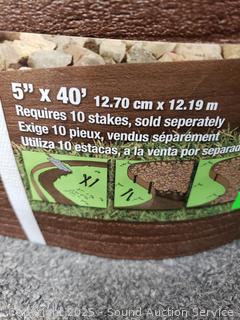 5” x 40’ 12.70 cm x 12.19 m
Requires 10 stakes, sold seperately
Exige 10 pieux, vendus séparément
Utiliza 10 estacas, a la venta por separado
© 2025 - Sound Auction Service